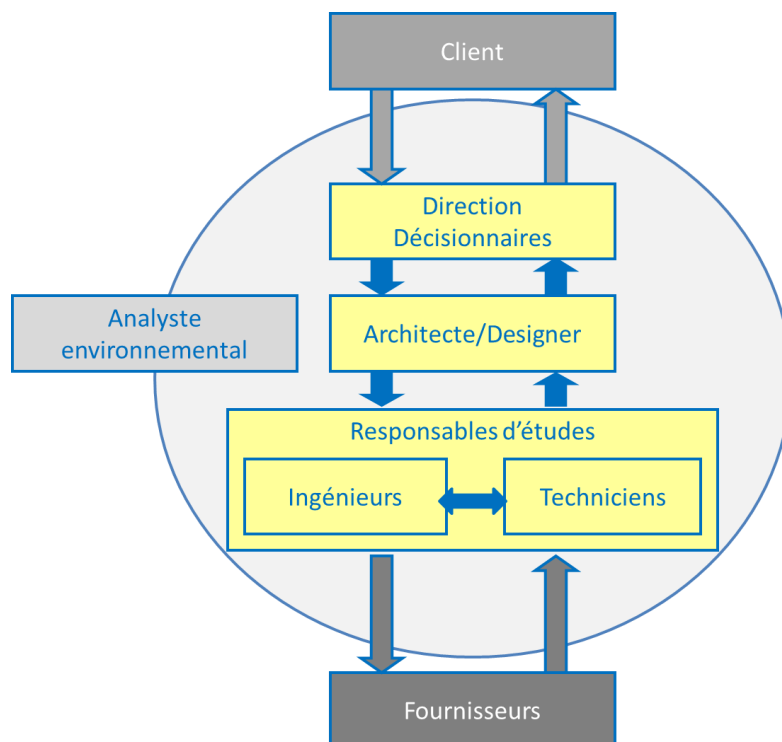 Client
Direction
Décisionnaires
Analyste
environnemental
Architecte/Designer
Responsables d’études
Ingénieurs
Techniciens
Fournisseurs